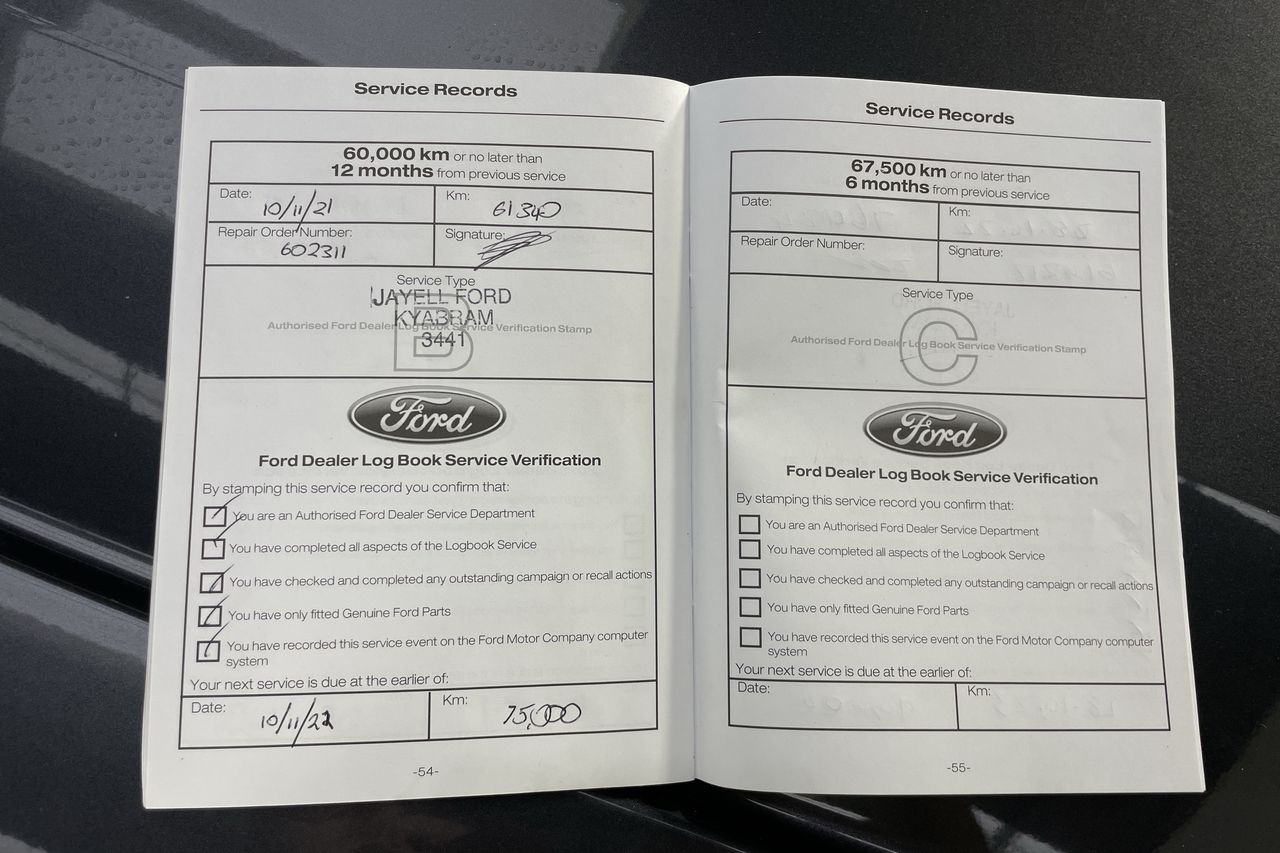 Service Records
60,000 km or no later than
12 months from previous service
Date: 10/11/21
Km: 61340
Repair Order Number: 602311
Signature:
Service Type
JAYELL FORD
KYABRAM
3441
B
Authorised Ford Dealer Log Book Service Verification Stamp
Ford
Ford Dealer Log Book Service Verification
By stamping this service record you confirm that:
You are an Authorised Ford Dealer Service Department
You have completed all aspects of the Logbook Service
You have checked and completed any outstanding campaign or recall actions
You have only fitted Genuine Ford Parts
You have recorded this service event on the Ford Motor Company computer
system
Your next service is due at the earlier of:
Date: 10/11/22
Km: 75,000
-54-
Service Records
67,500 km or no later than
6 months from previous service
Date:
Km:
Repair Order Number:
Signature:
Service Type
C
Authorised Ford Dealer Log Book Service Verification Stamp
Ford
Ford Dealer Log Book Service Verification
By stamping this service record you confirm that:
You are an Authorised Ford Dealer Service Department
You have completed all aspects of the Logbook Service
You have checked and completed any outstanding campaign or recall actions
You have only fitted Genuine Ford Parts
You have recorded this service event on the Ford Motor Company computer
system
Your next service is due at the earlier of:
Date:
Km:
-55-